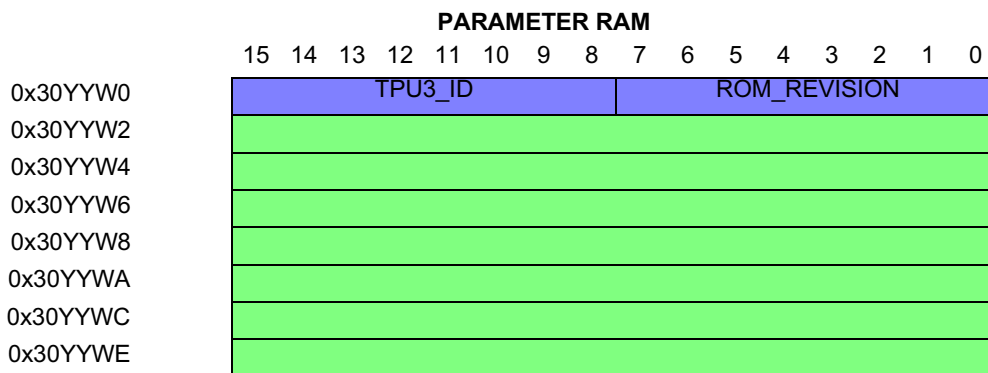 PARAMETER RAM
15 14 13 12 11 10 9 8 7 6 5 4 3 2 1 0
0x30YYW0 TPU3_ID ROM_REVISION
0x30YYW2
0x30YYW4
0x30YYW6
0x30YYW8
0x30YYWA
0x30YYWC
0x30YYWE